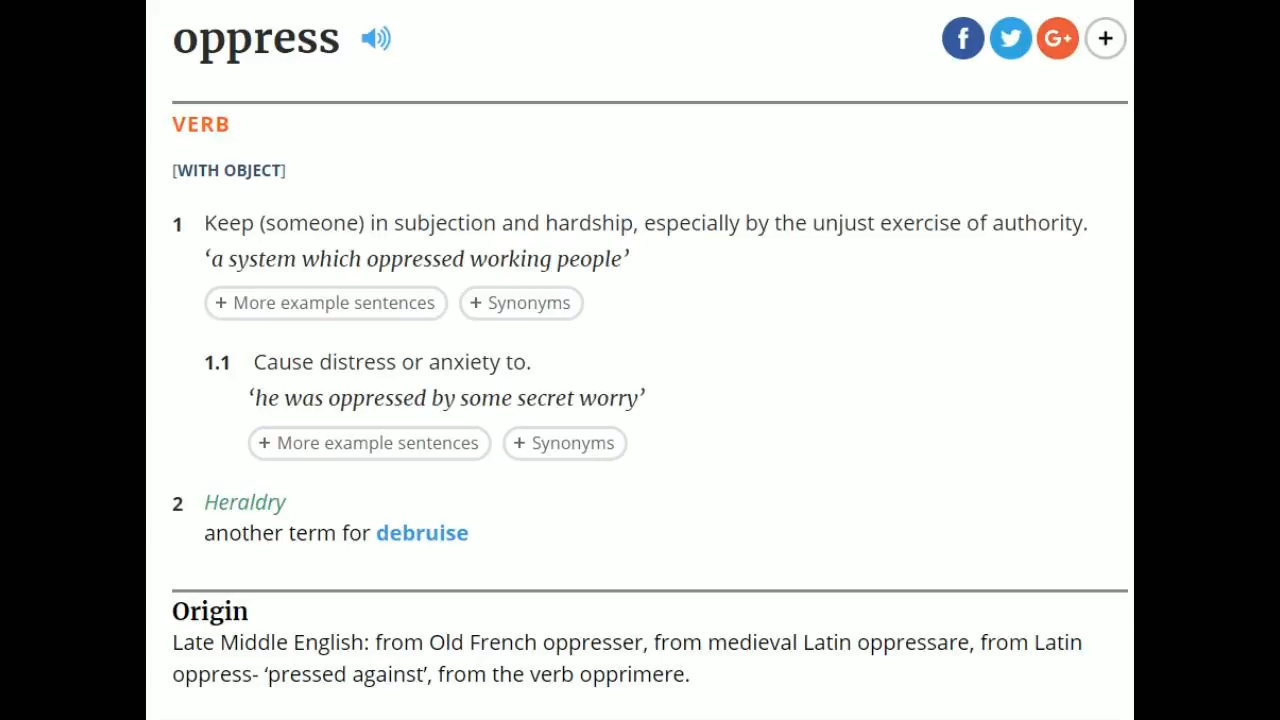 oppress
f G+ +
VERB
[WITH OBJECT]
1 Keep (someone) in subjection and hardship, especially by the unjust exercise of authority.
‘a system which oppressed working people’
+ More example sentences + Synonyms
1.1 Cause distress or anxiety to.
‘he was oppressed by some secret worry’
+ More example sentences + Synonyms
2 Heraldry
another term for debruise
Origin
Late Middle English: from Old French oppresser, from medieval Latin oppressare, from Latin
oppress- ‘pressed against’, from the verb opprimere.